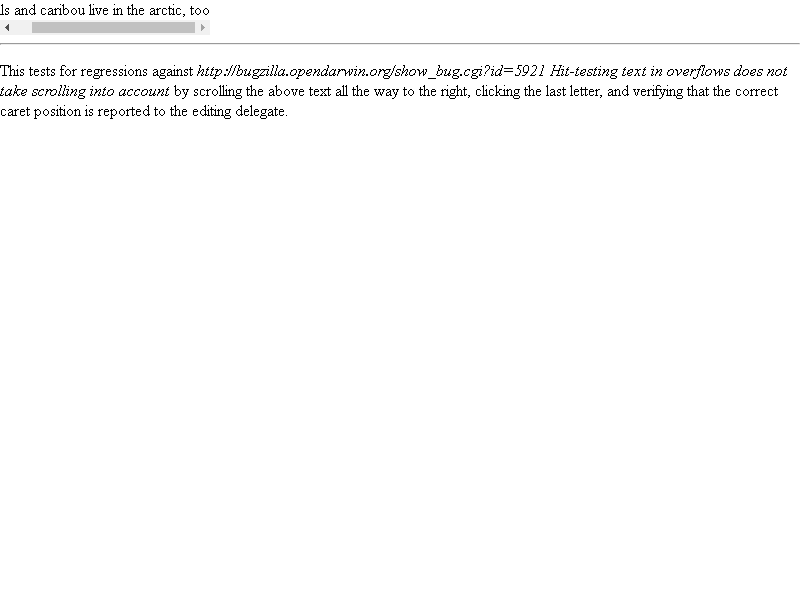 ls and caribou live in the arctic, too
This tests for regressions against http://bugzilla.opendarwin.org/show_bug.cgi?id=5921 Hit-testing text in overflows does not
take scrolling into account by scrolling the above text all the way to the right, clicking the last letter, and verifying that the correct
caret position is reported to the editing delegate.